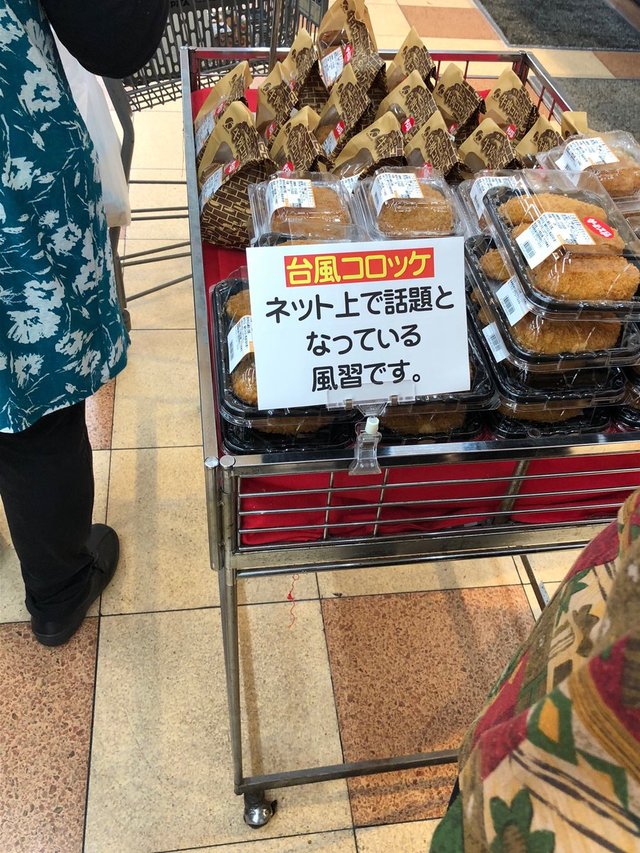 台風コロッケ
ネット上で話題と
なっている
風習です。